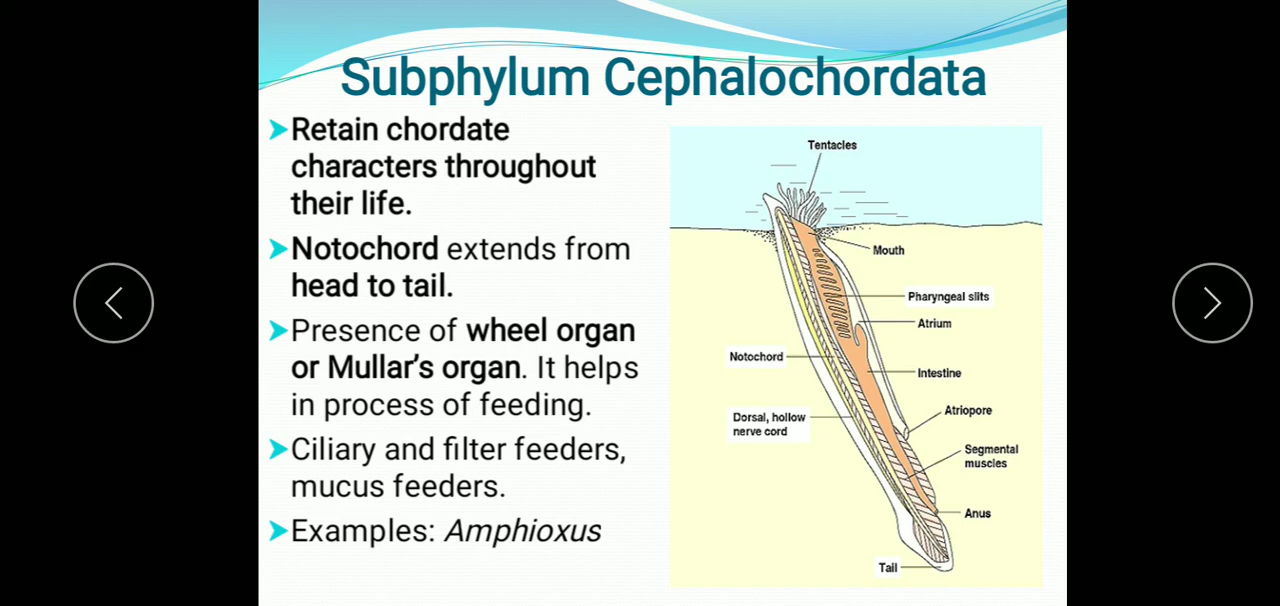 Subphylum Cephalochordata
➤Retain chordate
characters throughout
their life.
➤Notochord extends from
head to tail.
➤Presence of wheel organ
or Mullar’s organ. It helps
in process of feeding.
➤Ciliary and filter feeders,
mucus feeders.
➤Examples: Amphioxus
Tentacles
Mouth
Pharyngeal slits
Atrium
Notochord
Intestine
Atriopore
Dorsal, hollow
nerve cord
Segmental
muscles
Anus
Tail